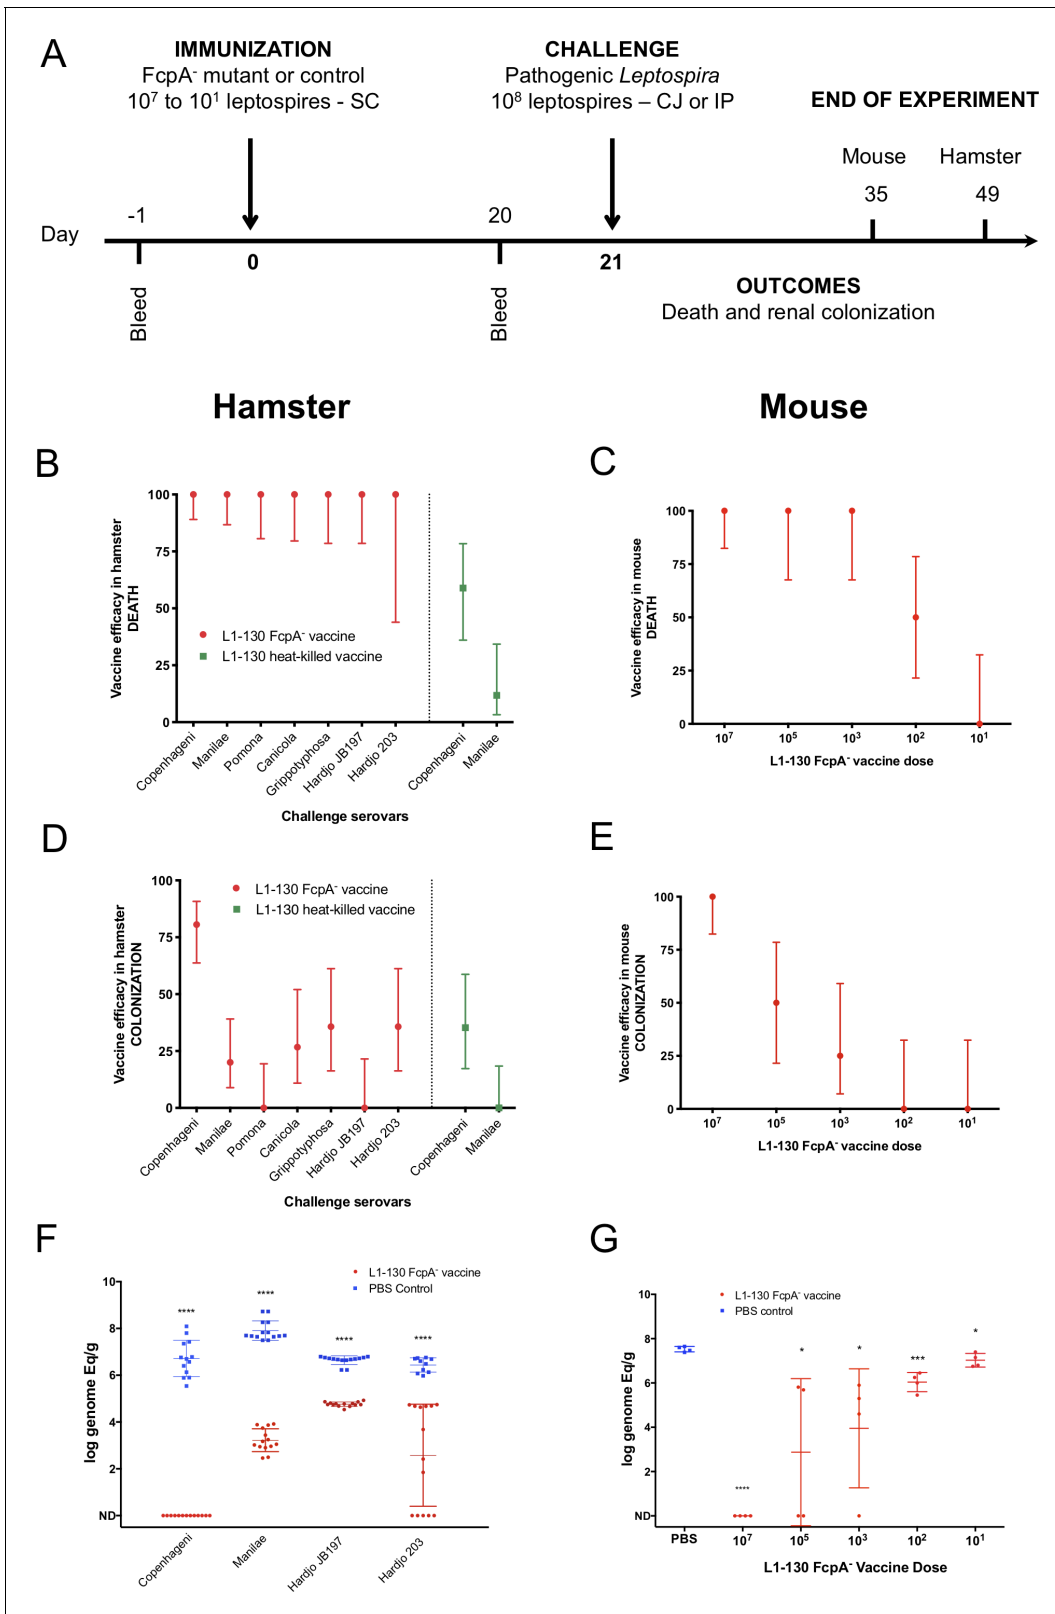 A
IMMUNIZATION
FcpA⁻ mutant or control
10⁷ to 10¹ leptospires - SC
CHALLENGE
Pathogenic Leptospira
10⁸ leptospires – CJ or IP
END OF EXPERIMENT
Mouse
Hamster
35
49
-1
20
Day
0
21
Bleed
Bleed
OUTCOMES
Death and renal colonization
Hamster
Mouse
B
Vaccine efficacy in hamster
DEATH
100
75
50
25
0
L1-130 FcpA⁻ vaccine
L1-130 heat-killed vaccine
Copenhageni
Manilae
Pomona
Canicola
Grippotyphosa
Hardjo JB197
Hardjo 203
Copenhageni
Manilae
Challenge serovars
C
Vaccine efficacy in mouse
DEATH
100
75
50
25
0
10⁷
10⁵
10³
10²
10¹
L1-130 FcpA⁻ vaccine dose
D
Vaccine efficacy in hamster
COLONIZATION
100
75
50
25
0
L1-130 FcpA⁻ vaccine
L1-130 heat-killed vaccine
Copenhageni
Manilae
Pomona
Canicola
Grippotyphosa
Hardjo JB197
Hardjo 203
Copenhageni
Manilae
Challenge serovars
E
Vaccine efficacy in mouse
COLONIZATION
100
75
50
25
0
10⁷
10⁵
10³
10²
10¹
L1-130 FcpA⁻ vaccine dose
F
log genome Eq/g
10
8
6
4
2
ND
L1-130 FcpA⁻ vaccine
PBS Control
****
****
****
****
Copenhageni
Manilae
Hardjo JB197
Hardjo 203
G
log genome Eq/g
10
8
6
4
2
ND
L1-130 FcpA⁻ vaccine
PBS control
****
*
*
***
*
PBS
10⁷
10⁵
10³
10²
10¹
L1-130 FcpA⁻ Vaccine Dose